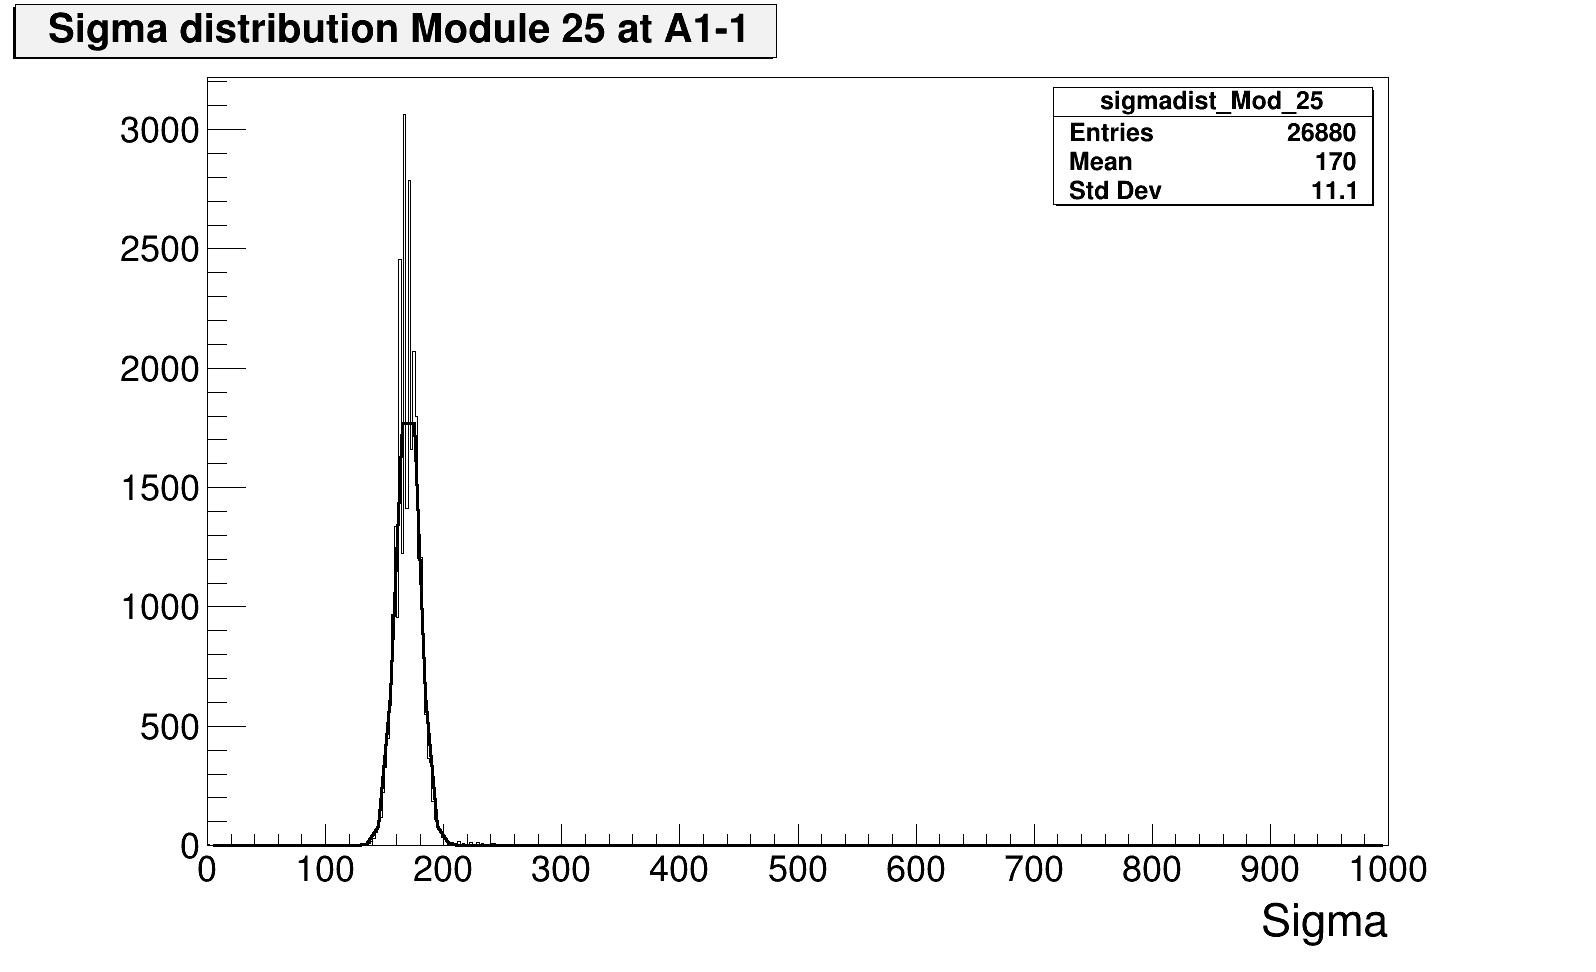 Sigma distribution Module 25 at A1-1
sigmadist_Mod_25
Entries 26880
Mean 170
Std Dev 11.1
3000
2500
2000
1500
1000
500
0
0 100 200 300 400 500 600 700 800 900 1000
Sigma